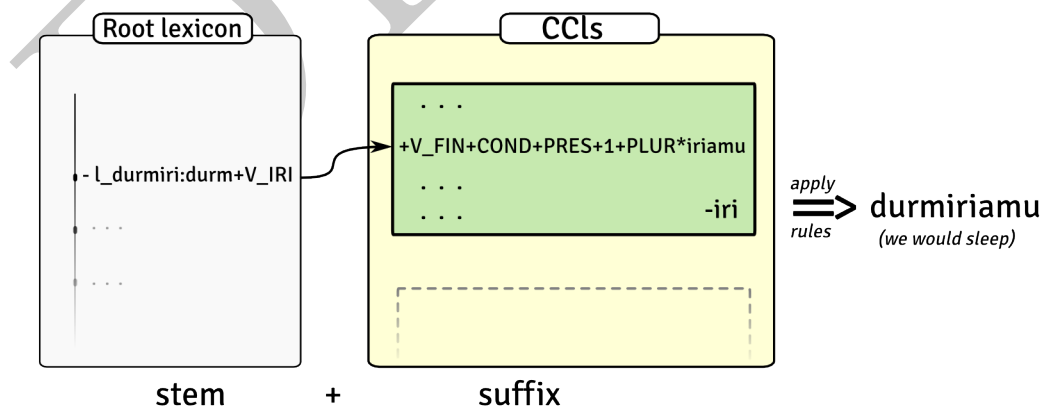 Root lexicon
CCls
. . .
+V_FIN+COND+PRES+1+PLUR*iriamu
- l_durmiri:durm+V_IRI
. . .
. . .
-iri
. . .
. . .
apply
rules
durmiriamu
(we would sleep)
stem + suffix